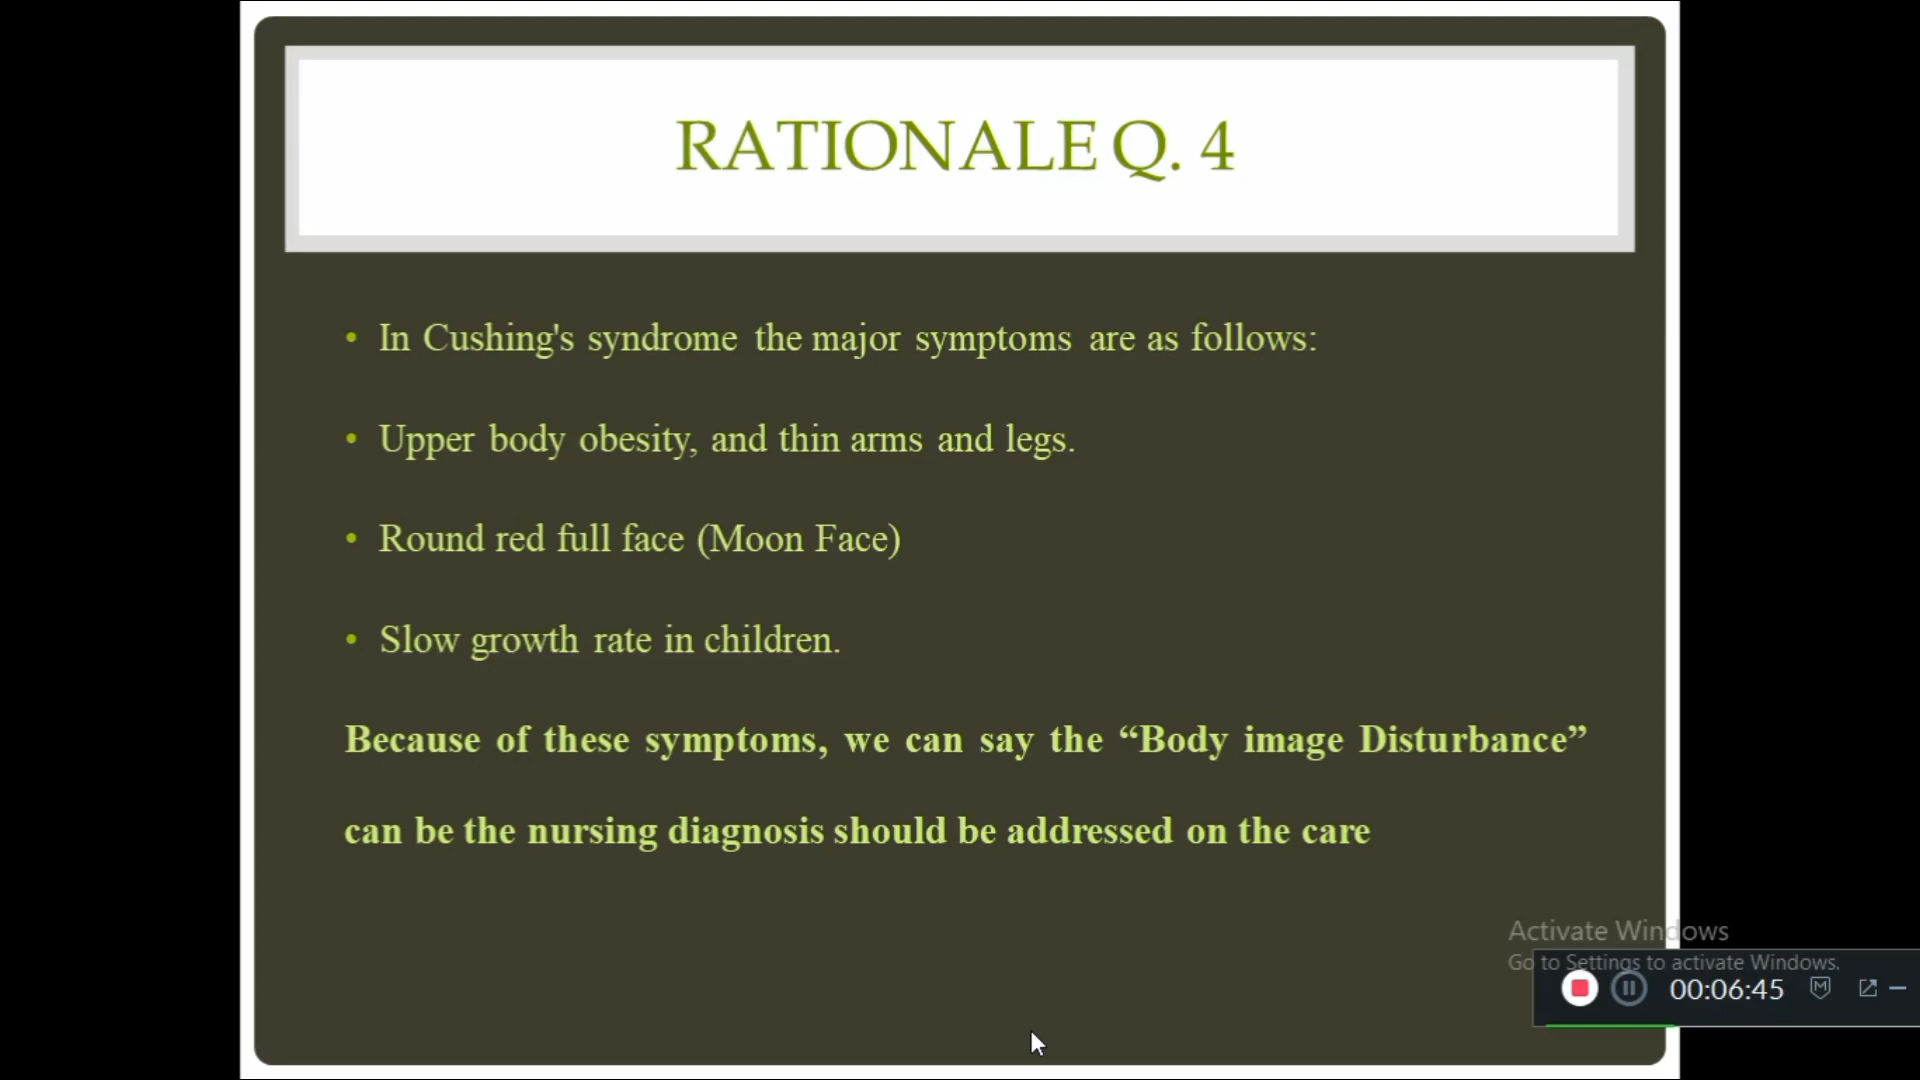 RATIONALE Q. 4
• In Cushing's syndrome the major symptoms are as follows:
• Upper body obesity, and thin arms and legs.
• Round red full face (Moon Face)
• Slow growth rate in children.
Because of these symptoms, we can say the “Body image Disturbance”
can be the nursing diagnosis should be addressed on the care
Activate Windows
Go to Settings to activate Windows.
00:06:45